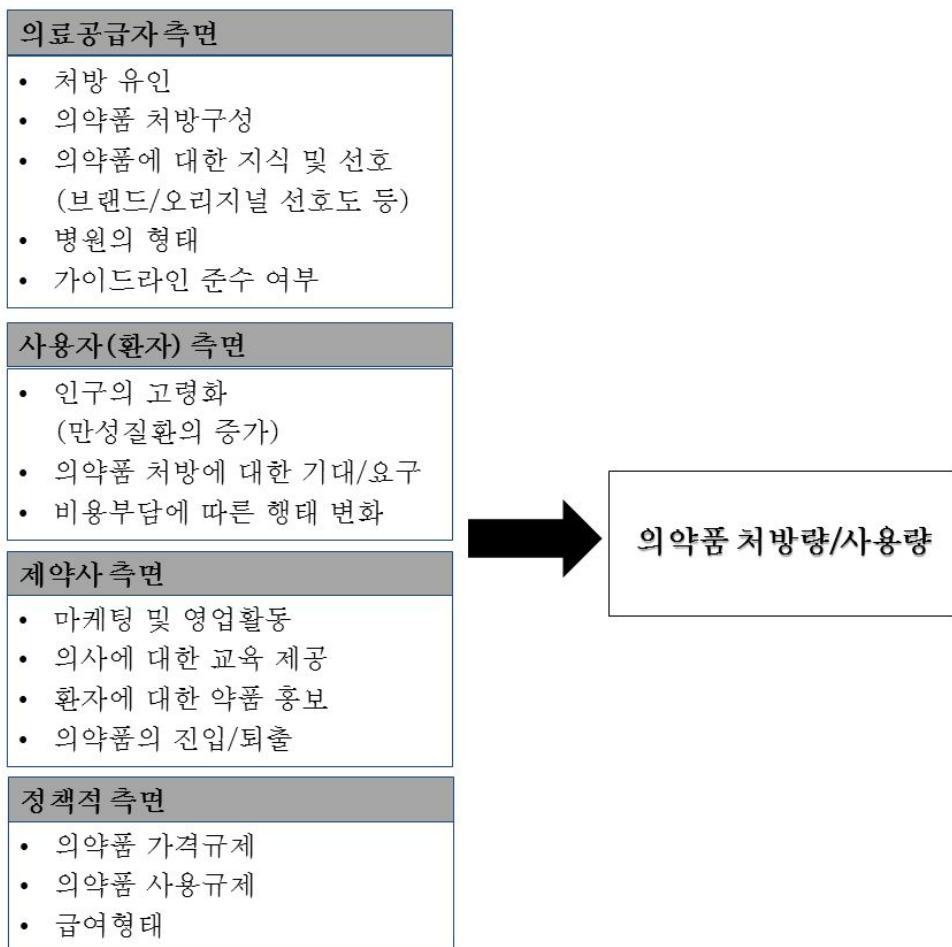 의료공급자 측면
• 처방 유인
• 의약품 처방구성
• 의약품에 대한 지식 및 선호
(브랜드/오리지널 선호도 등)
• 병원의 형태
• 가이드라인 준수 여부
사용자(환자) 측면
• 인구의 고령화
(만성질환의 증가)
• 의약품 처방에 대한 기대/요구
• 비용부담에 따른 행태 변화
제약사 측면
• 마케팅 및 영업활동
• 의사에 대한 교육 제공
• 환자에 대한 약품 홍보
• 의약품의 진입/퇴출
정책적 측면
• 의약품 가격규제
• 의약품 사용규제
• 급여형태
의약품 처방량/사용량